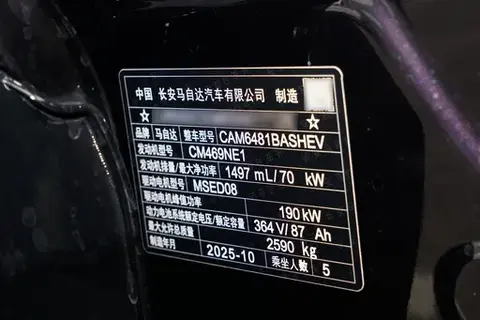 中国 长安马自达汽车有限公司 制造
☆ ☆
品牌 马自达 整车型号 CAM6481BASHEV
发动机型号 CM469NE1
发动机排量/最大净功率 1497 mL/70 kW
驱动电机型号 MSED08
驱动电机峰值功率 190kW
动力电池系统额定电压/额定容量 364V/87 Ah
最大允许总质量 2590 kg
制造年月 2025-10 乘坐人数 5